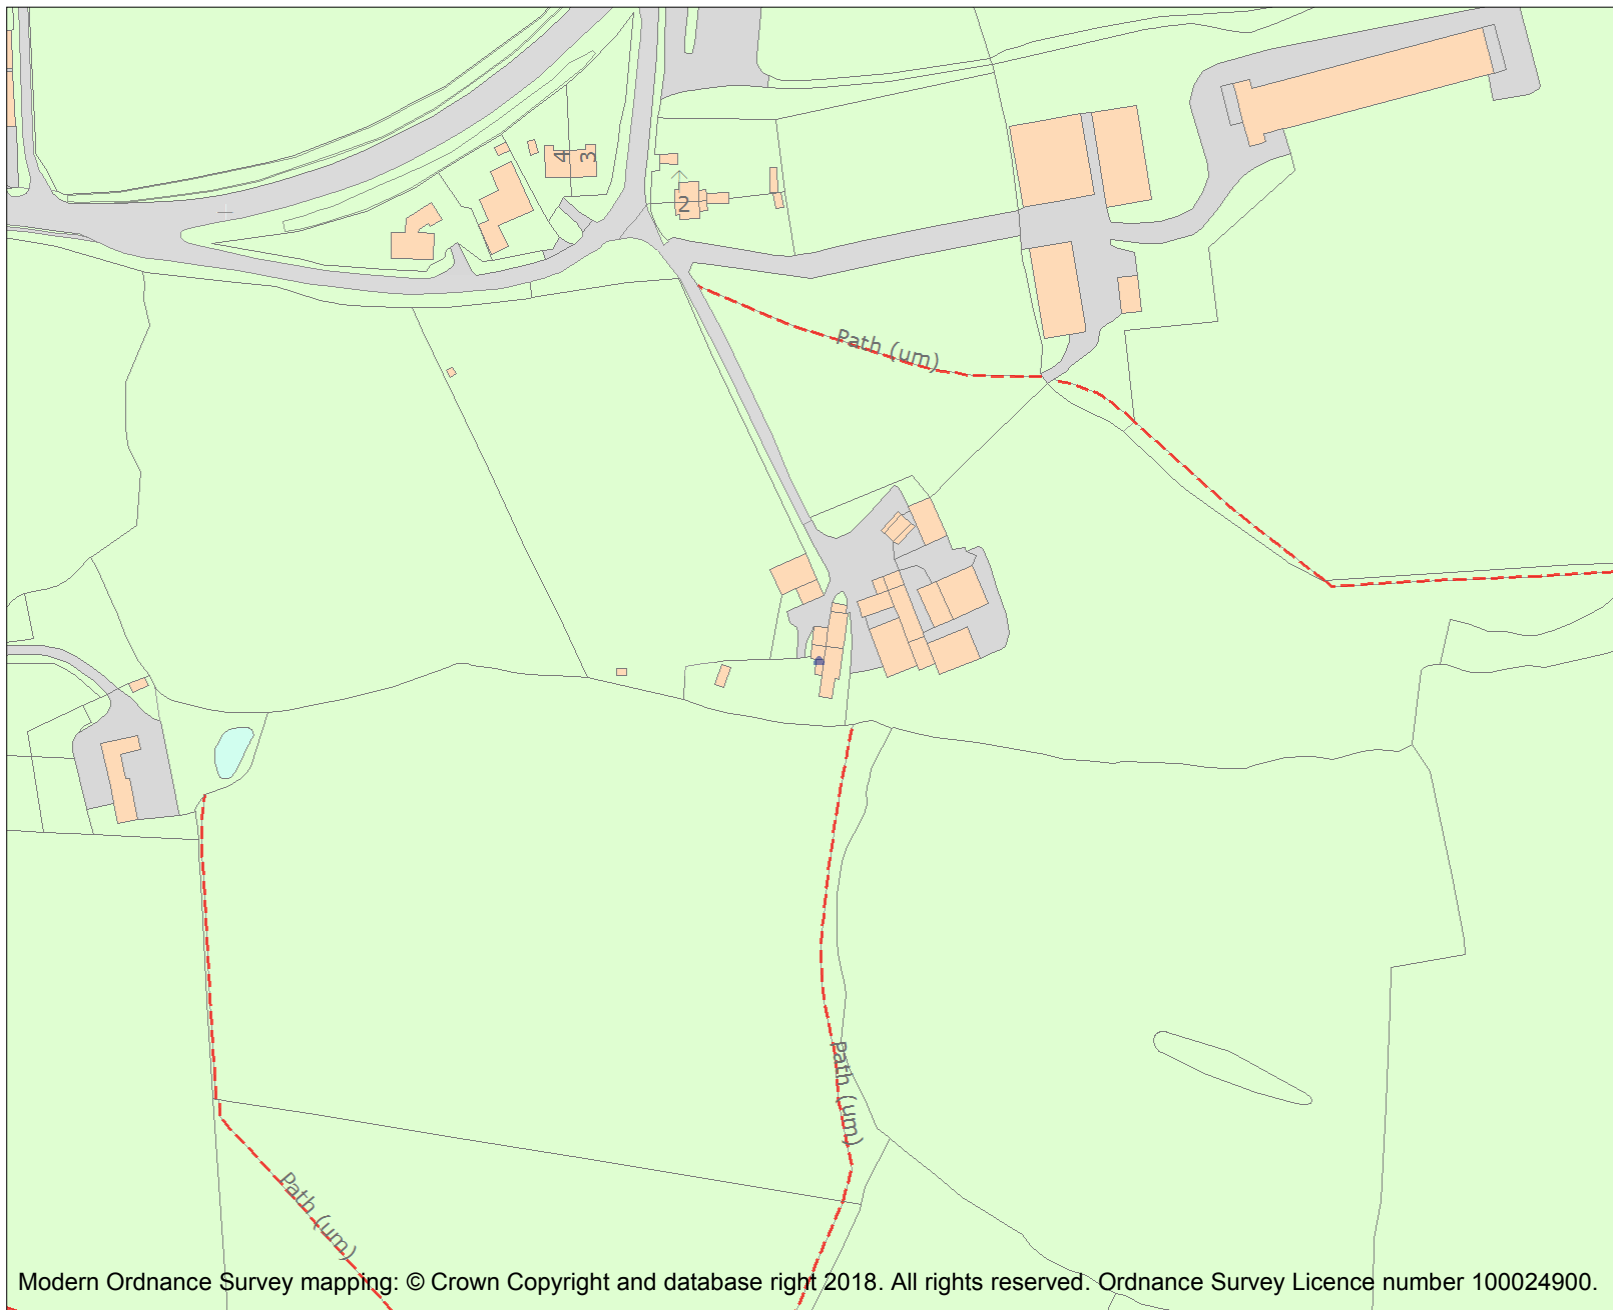 4
3
2
Path (um)
Path (um)
Path (um)
Modern Ordnance Survey mapping: © Crown Copyright and database right 2018. All rights reserved. Ordnance Survey Licence number 100024900.